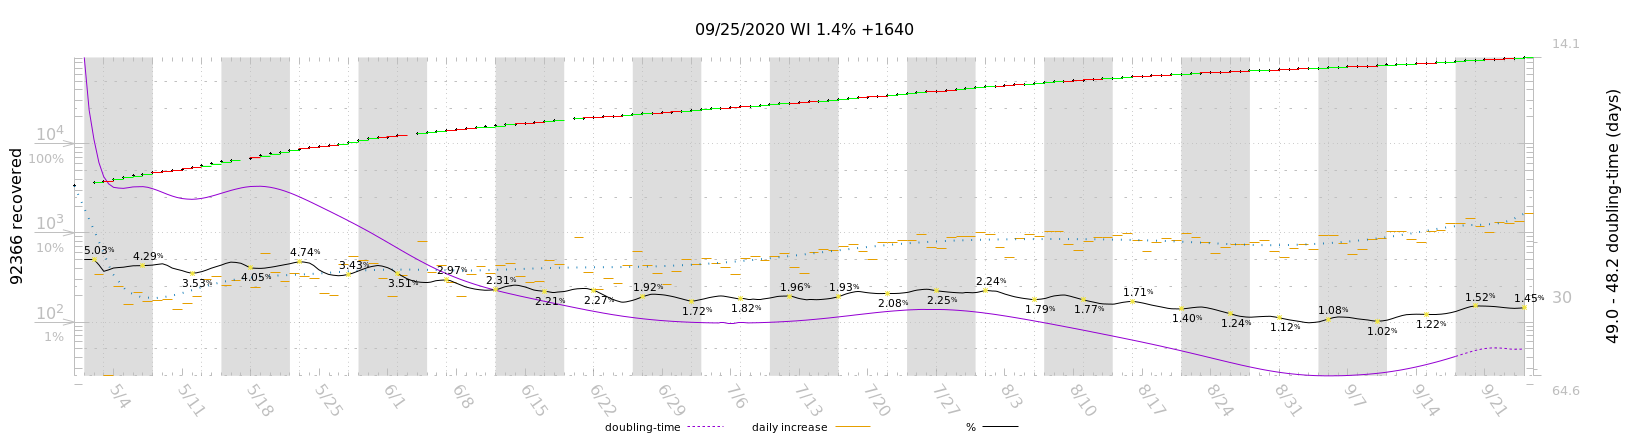 09/25/2020 WI 1.4% +1640
14.1
10⁴
100%
10³
10%
10²
1%
92366 recovered
30
64.6
49.0 - 48.2 doubling-time (days)
5.03% 4.29% 3.53% 4.05% 4.74% 3.43% 3.51% 2.97% 2.31% 2.21% 2.27% 1.92% 1.72% 1.82% 1.96% 1.93% 2.08% 2.25% 2.24% 1.79% 1.77% 1.71% 1.40% 1.24% 1.12% 1.08% 1.02% 1.22% 1.52% 1.45%
5/4 5/11 5/18 5/25 6/1 6/8 6/15 6/22 6/29 7/6 7/13 7/20 7/27 8/3 8/10 8/17 8/24 8/31 9/7 9/14 9/21
doubling-time daily increase %